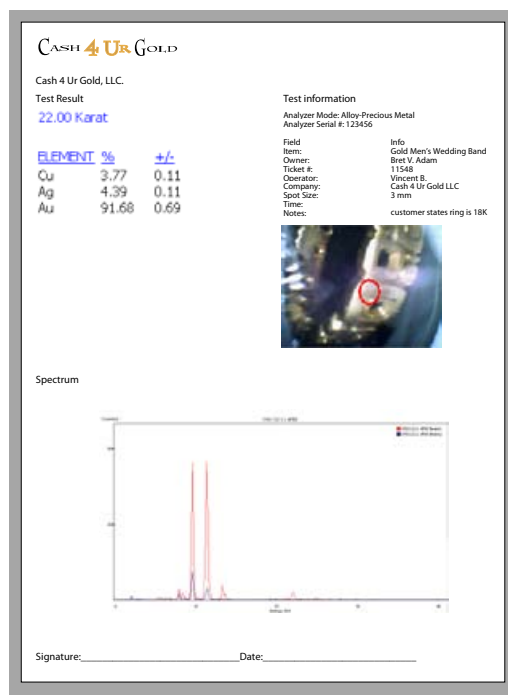 CASH 4 UR GOLD
Cash 4 Ur Gold, LLC.
Test Result
22.00 Karat
ELEMENT % +/-
Cu 3.77 0.11
Ag 4.39 0.11
Au 91.68 0.69
Test information
Analyzer Mode: Alloy-Precious Metal
Analyzer Serial #: 123456
Field Info
Item: Gold Men's Wedding Band
Owner: Bret V. Adam
Ticket #: 11548
Operator: Vincent B.
Company: Cash 4 Ur Gold LLC
Spot Size: 3 mm
Time:
Notes: customer states ring is 18K
Spectrum
Signature:
Date: